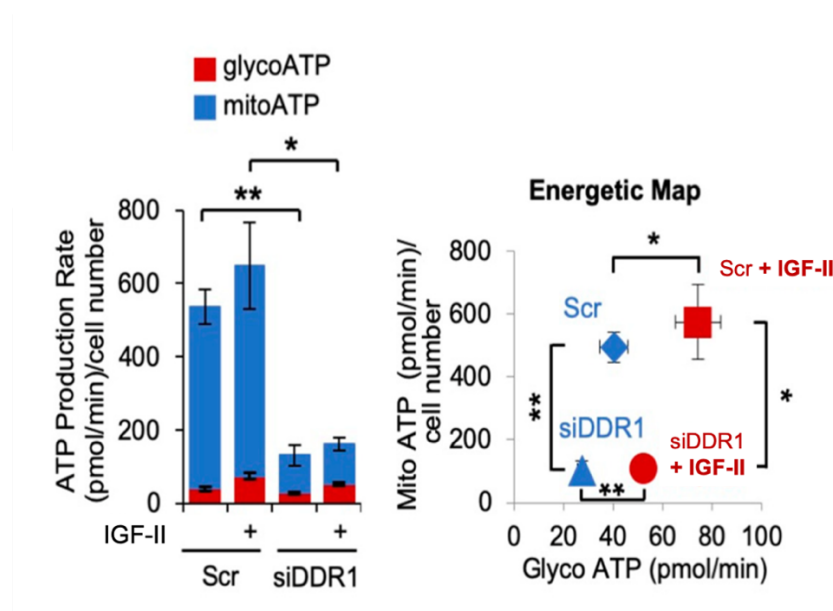 glycoATP
mitoATP
*
**
800
600
400
200
0
ATP Production Rate
(pmol/min)/cell number
IGF-II
+
+
Scr
siDDR1
Energetic Map
*
Scr + IGF-II
Scr
800
600
400
200
0
Mito ATP (pmol/min)/
cell number
**
*
siDDR1
siDDR1
+ IGF-II
**
0 20 40 60 80 100
Glyco ATP (pmol/min)